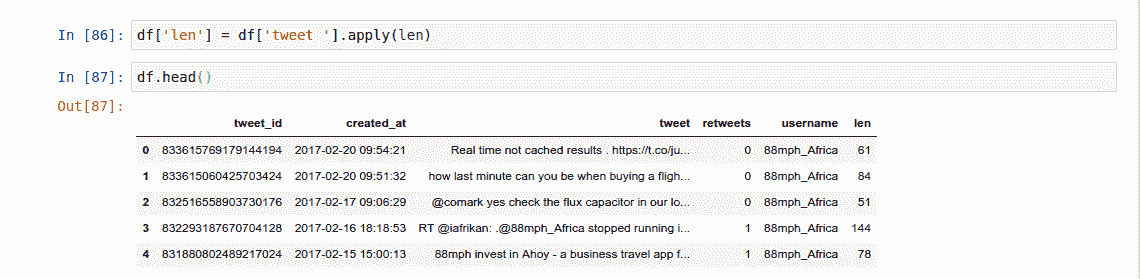 In [86]: df['len'] = df['tweet '].apply(len)
In [87]: df.head()
Out[87]:
tweet_id created_at tweet retweets username len
0 833615769179144194 2017-02-20 09:54:21 Real time not cached results . https://t.co/ju... 0 88mph_Africa 61
1 833615060425703424 2017-02-20 09:51:32 how last minute can you be when buying a fligh... 0 88mph_Africa 84
2 832516558903730176 2017-02-17 09:06:29 @comark yes check the flux capacitor in our lo... 0 88mph_Africa 51
3 832293187670704128 2017-02-16 18:18:53 RT @iafrikan: .@88mph_Africa stopped running i... 1 88mph_Africa 144
4 831880802489217024 2017-02-15 15:00:13 88mph invest in Ahoy - a business travel app f... 1 88mph_Africa 78